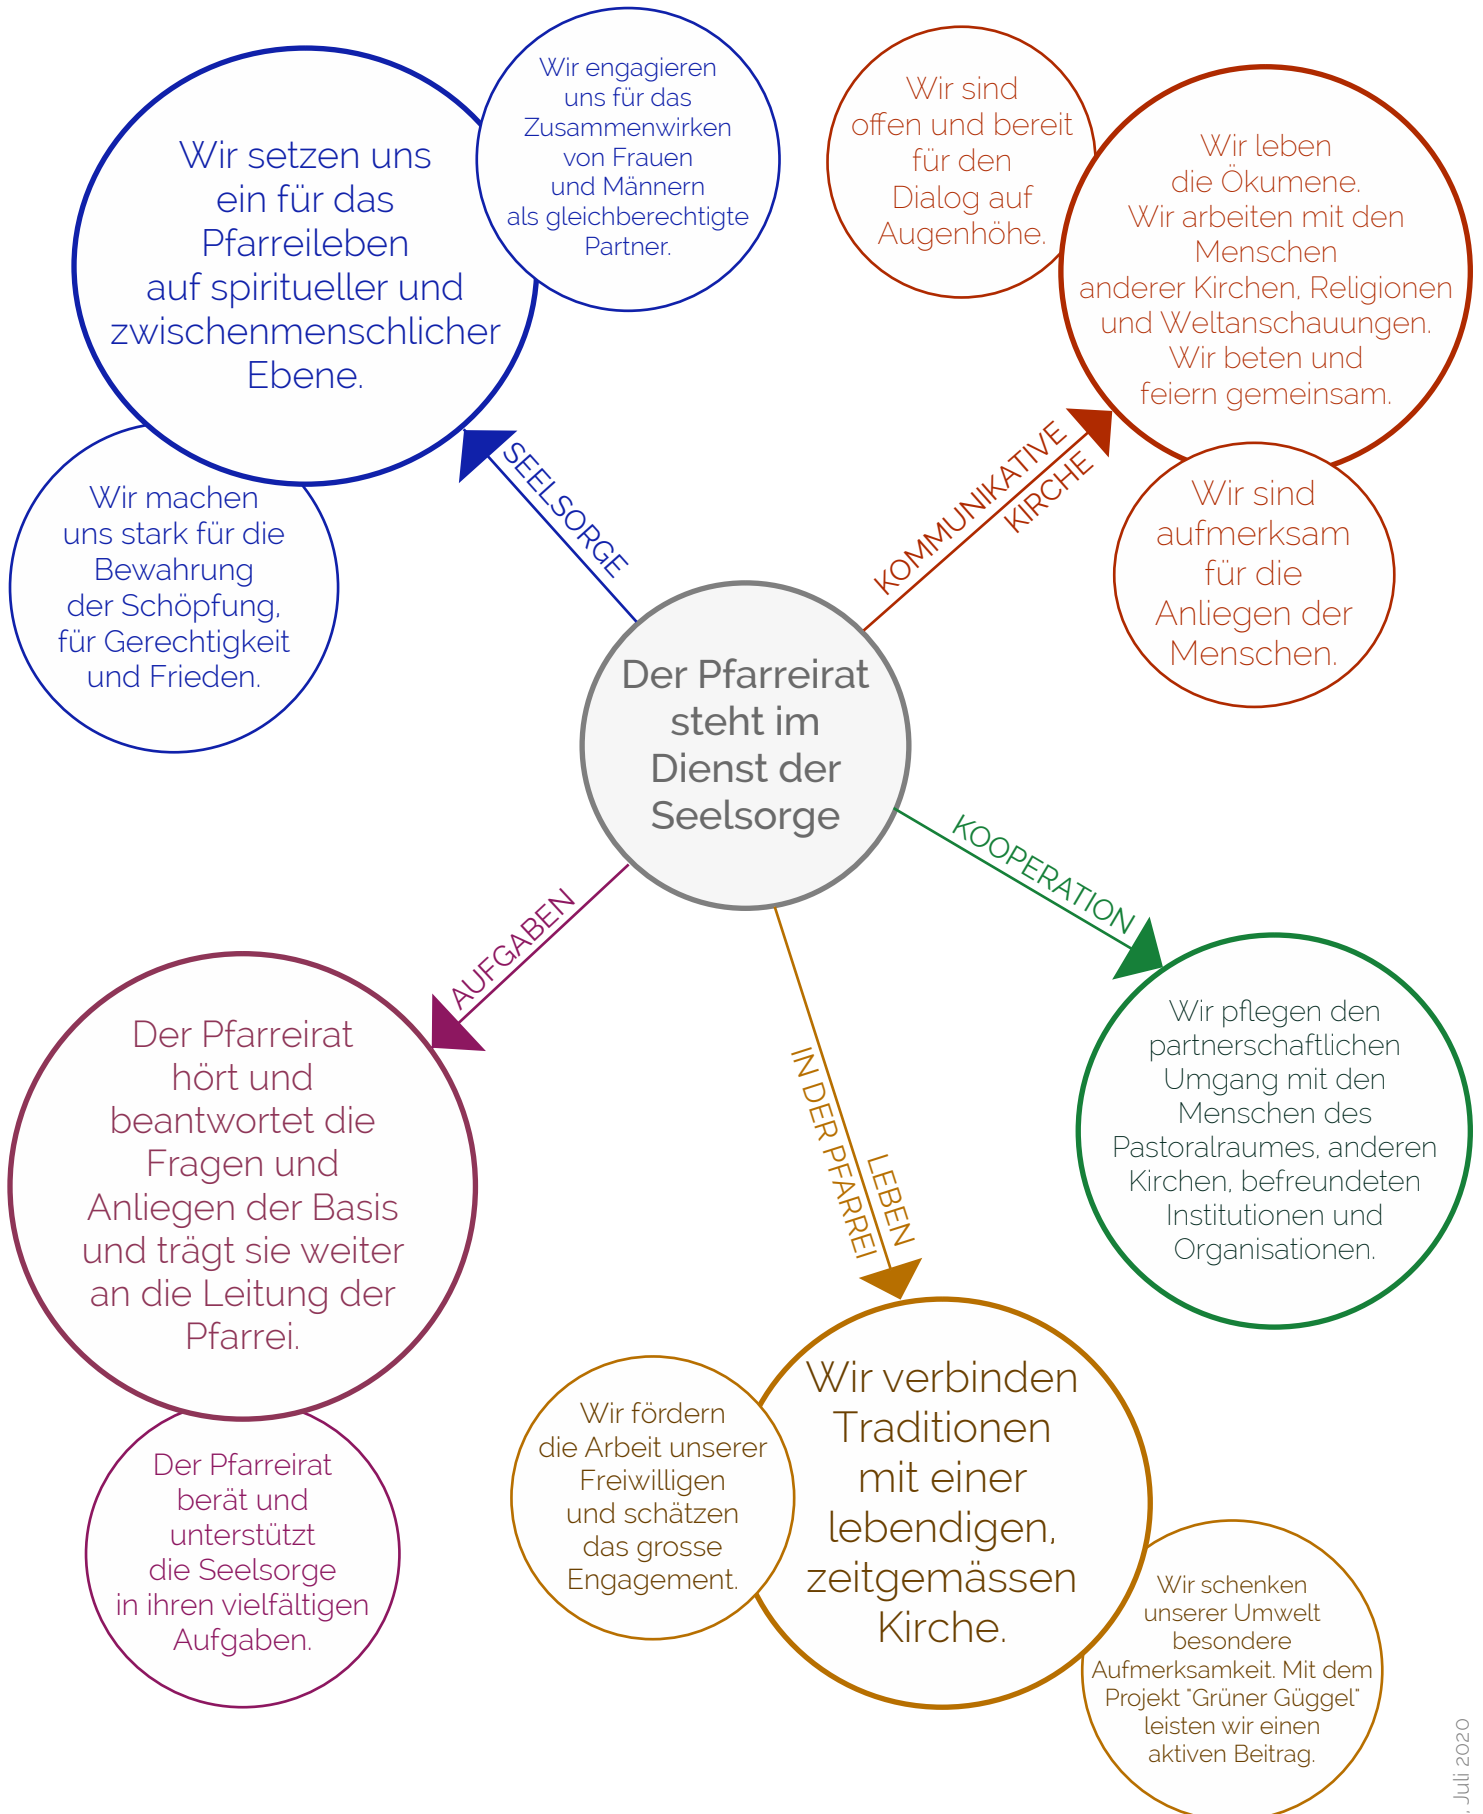 Wir setzen uns
ein für das
Pfarreileben
auf spiritueller und
zwischenmenschlicher
Ebene.
Wir engagieren
uns für das
Zusammenwirken
von Frauen
und Männern
als gleichberechtigte
Partner.
Wir machen
uns stark für die
Bewahrung
der Schöpfung,
für Gerechtigkeit
und Frieden.
SEELSORGE
Wir sind
offen und bereit
für den
Dialog auf
Augenhöhe.
Wir leben
die Ökumene.
Wir arbeiten mit den
Menschen
anderer Kirchen, Religionen
und Weltanschauungen.
Wir beten und
feiern gemeinsam.
Wir sind
aufmerksam
für die
Anliegen der
Menschen.
KOMMUNIKATIVE
KIRCHE
Der Pfarreirat
steht im
Dienst der
Seelsorge
KOOPERATION
Wir pflegen den
partnerschaftlichen
Umgang mit den
Menschen des
Pastoralraumes, anderen
Kirchen, befreundeten
Institutionen und
Organisationen.
AUFGABEN
Der Pfarreirat
hört und
beantwortet die
Fragen und
Anliegen der Basis
und trägt sie weiter
an die Leitung der
Pfarrei.
Der Pfarreirat
berät und
unterstützt
die Seelsorge
in ihren vielfältigen
Aufgaben.
LEBEN
IN DER PFARREI
Wir verbinden
Traditionen
mit einer
lebendigen,
zeitgemässen
Kirche.
Wir fördern
die Arbeit unserer
Freiwilligen
und schätzen
das grosse
Engagement.
Wir schenken
unserer Umwelt
besondere
Aufmerksamkeit. Mit dem
Projekt "Grüner Güggel"
leisten wir einen
aktiven Beitrag.
Juli 2020